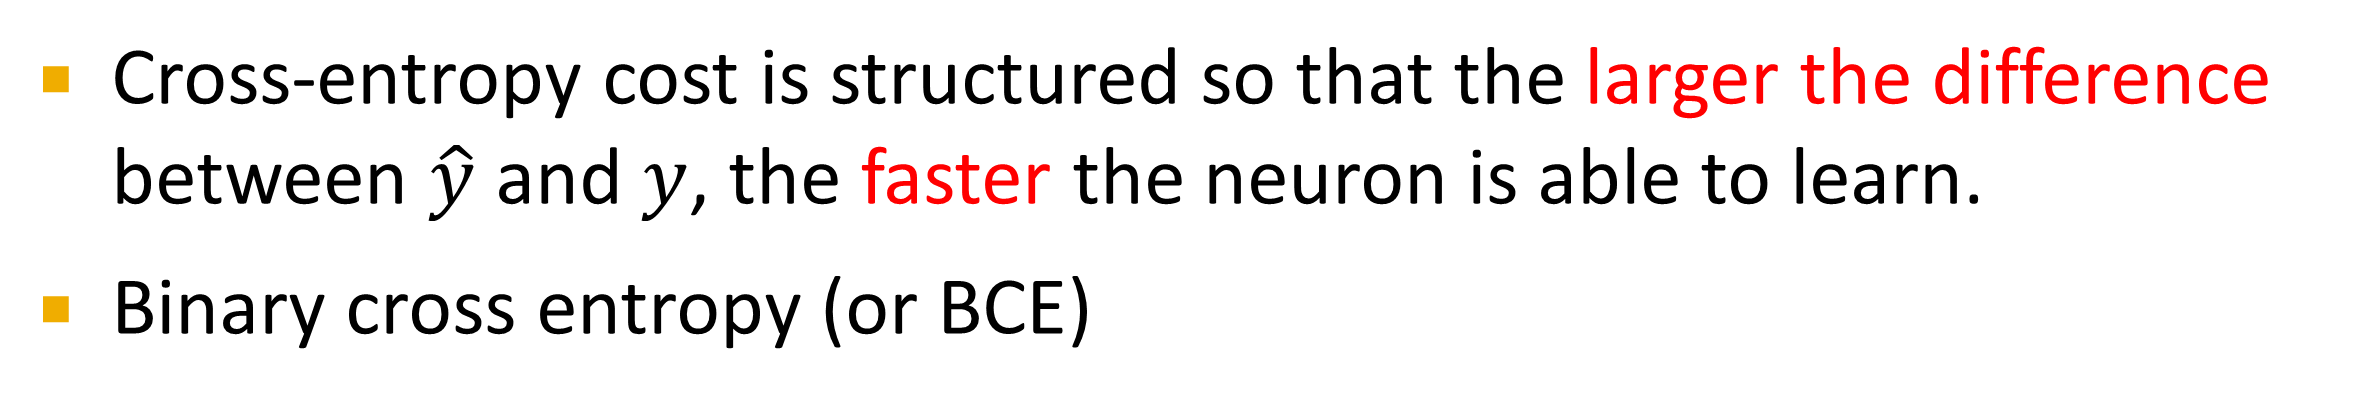 ▪ Cross-entropy cost is structured so that the larger the difference
between ŷ and y, the faster the neuron is able to learn.
▪ Binary cross entropy (or BCE)